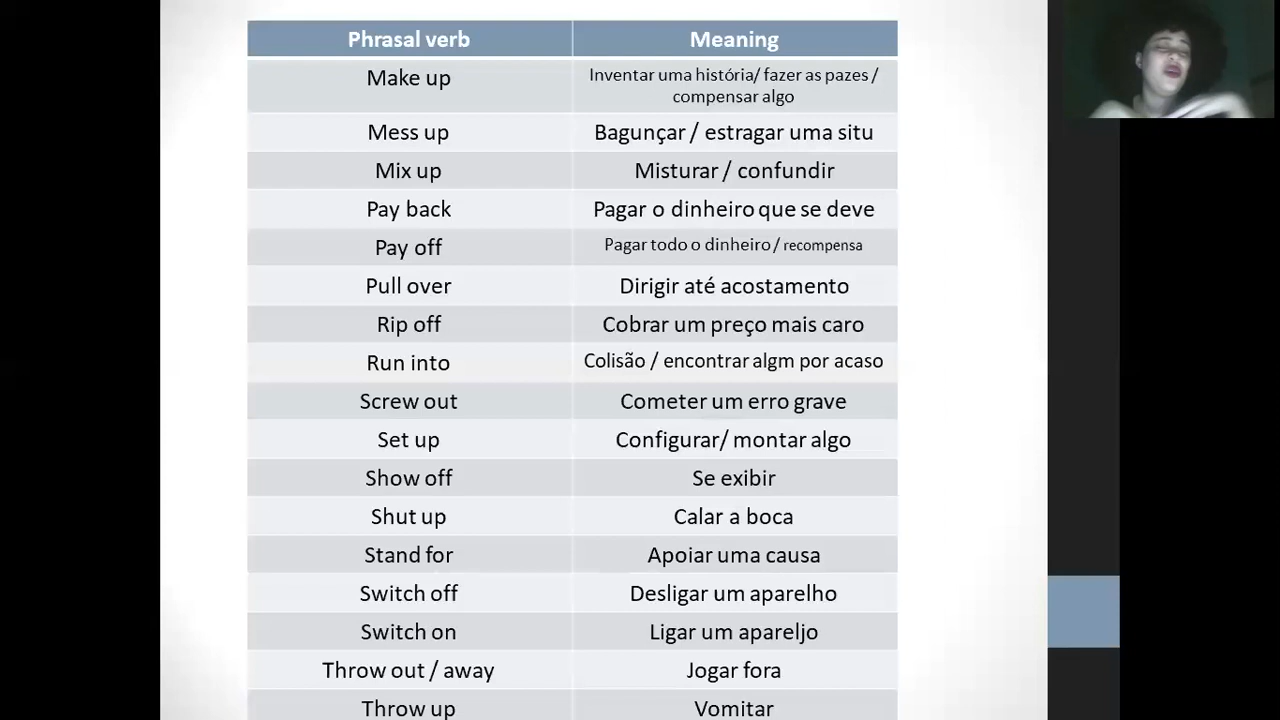 Phrasal verb Meaning
Make up Inventar uma história/ fazer as pazes /
compensar algo
Mess up Bagunçar / estragar uma situ
Mix up Misturar / confundir
Pay back Pagar o dinheiro que se deve
Pay off Pagar todo o dinheiro / recompensa
Pull over Dirigir até acostamento
Rip off Cobrar um preço mais caro
Run into Colisão / encontrar algm por acaso
Screw out Cometer um erro grave
Set up Configurar/ montar algo
Show off Se exibir
Shut up Calar a boca
Stand for Apoiar uma causa
Switch off Desligar um aparelho
Switch on Ligar um apareljo
Throw out / away Jogar fora
Throw up Vomitar